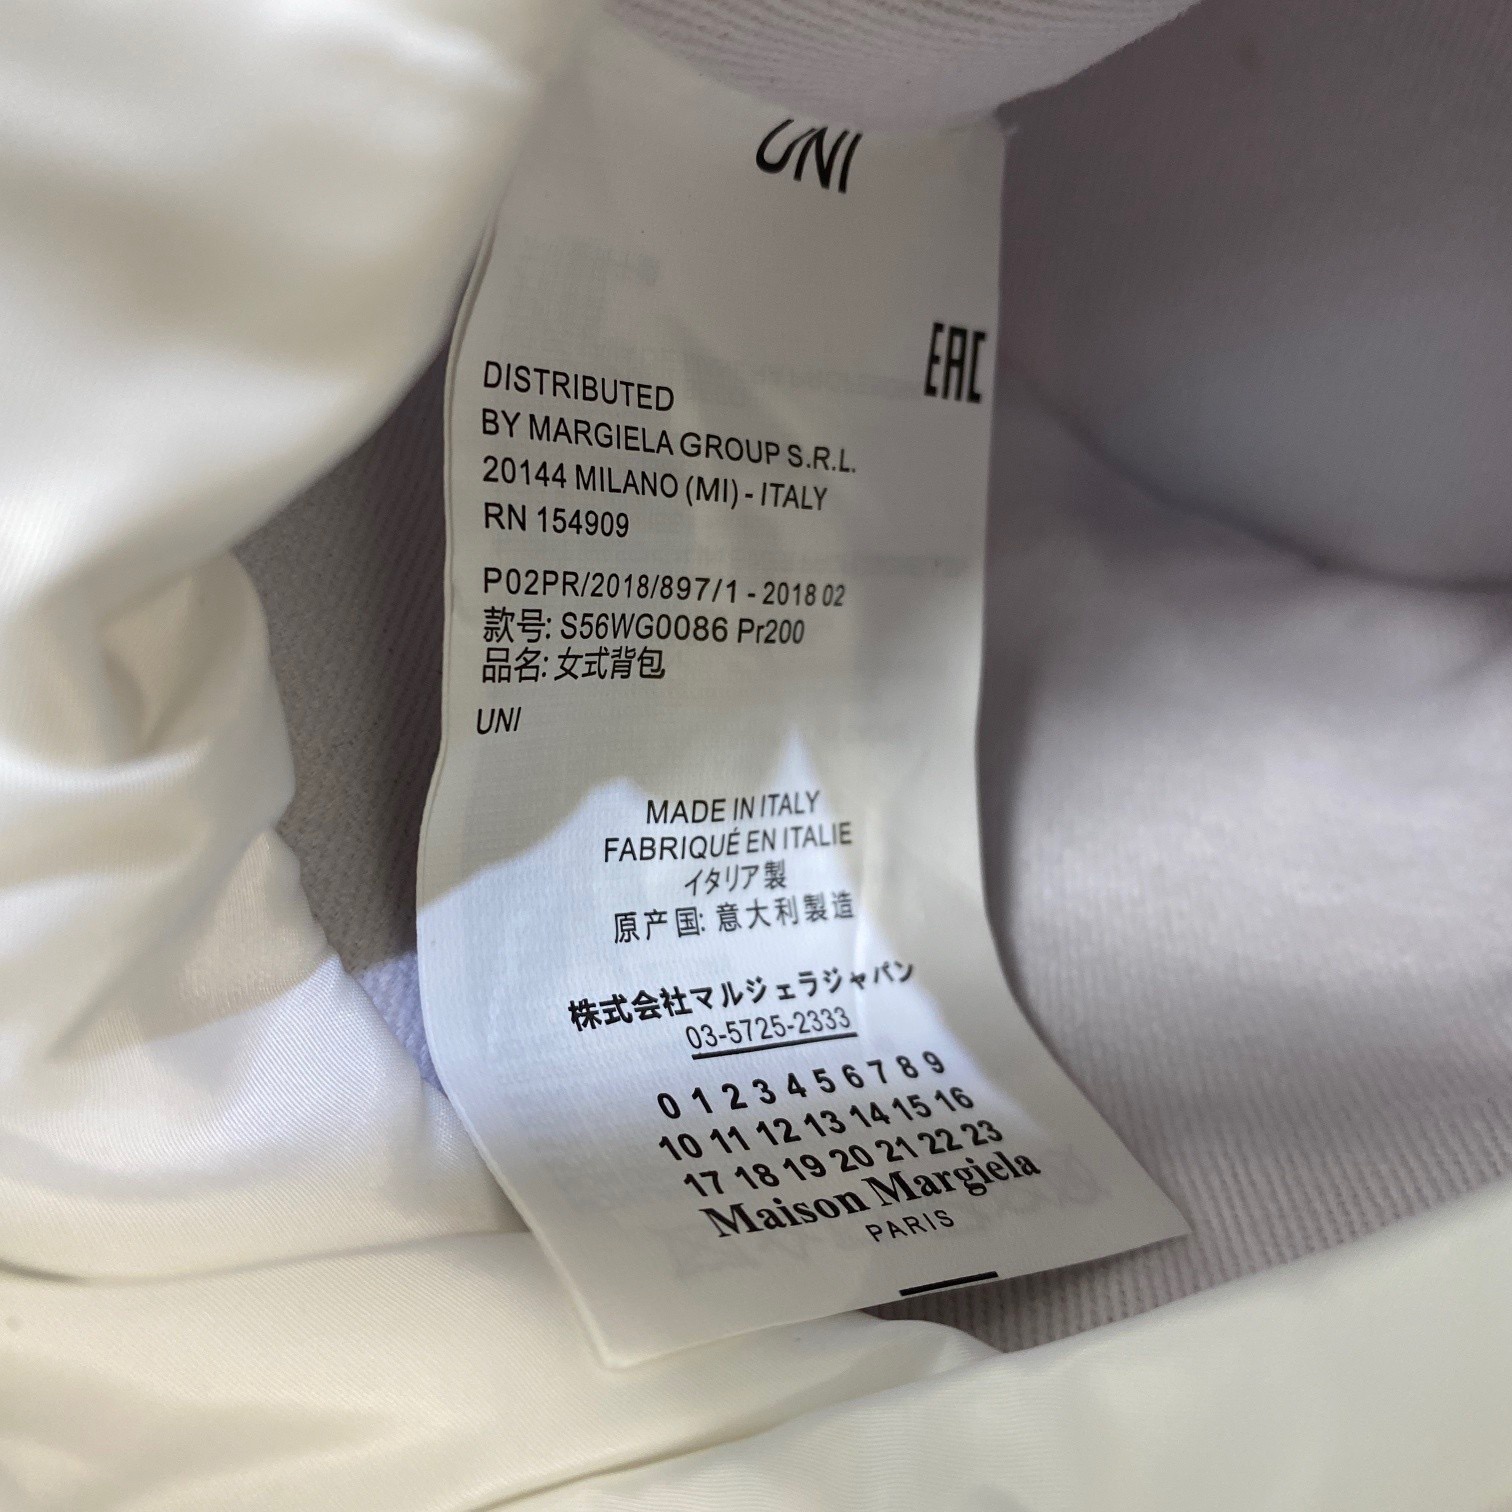 UNI
EAC
DISTRIBUTED
BY MARGIELA GROUP S.R.L.
20144 MILANO (MI) - ITALY
RN 154909
P02PR/2018/897/1 - 2018 02
款号: S56WG0086 Pr200
品名: 女式背包
UNI
MADE IN ITALY
FABRIQUÉ EN ITALIE
イタリア製
原产国: 意大利製造
株式会社マルジェラジャパン
03-5725-2333
0 1 2 3 4 5 6 7 8 9
10 11 12 13 14 15 16
17 18 19 20 21 22 23
Maison Margiela
PARIS